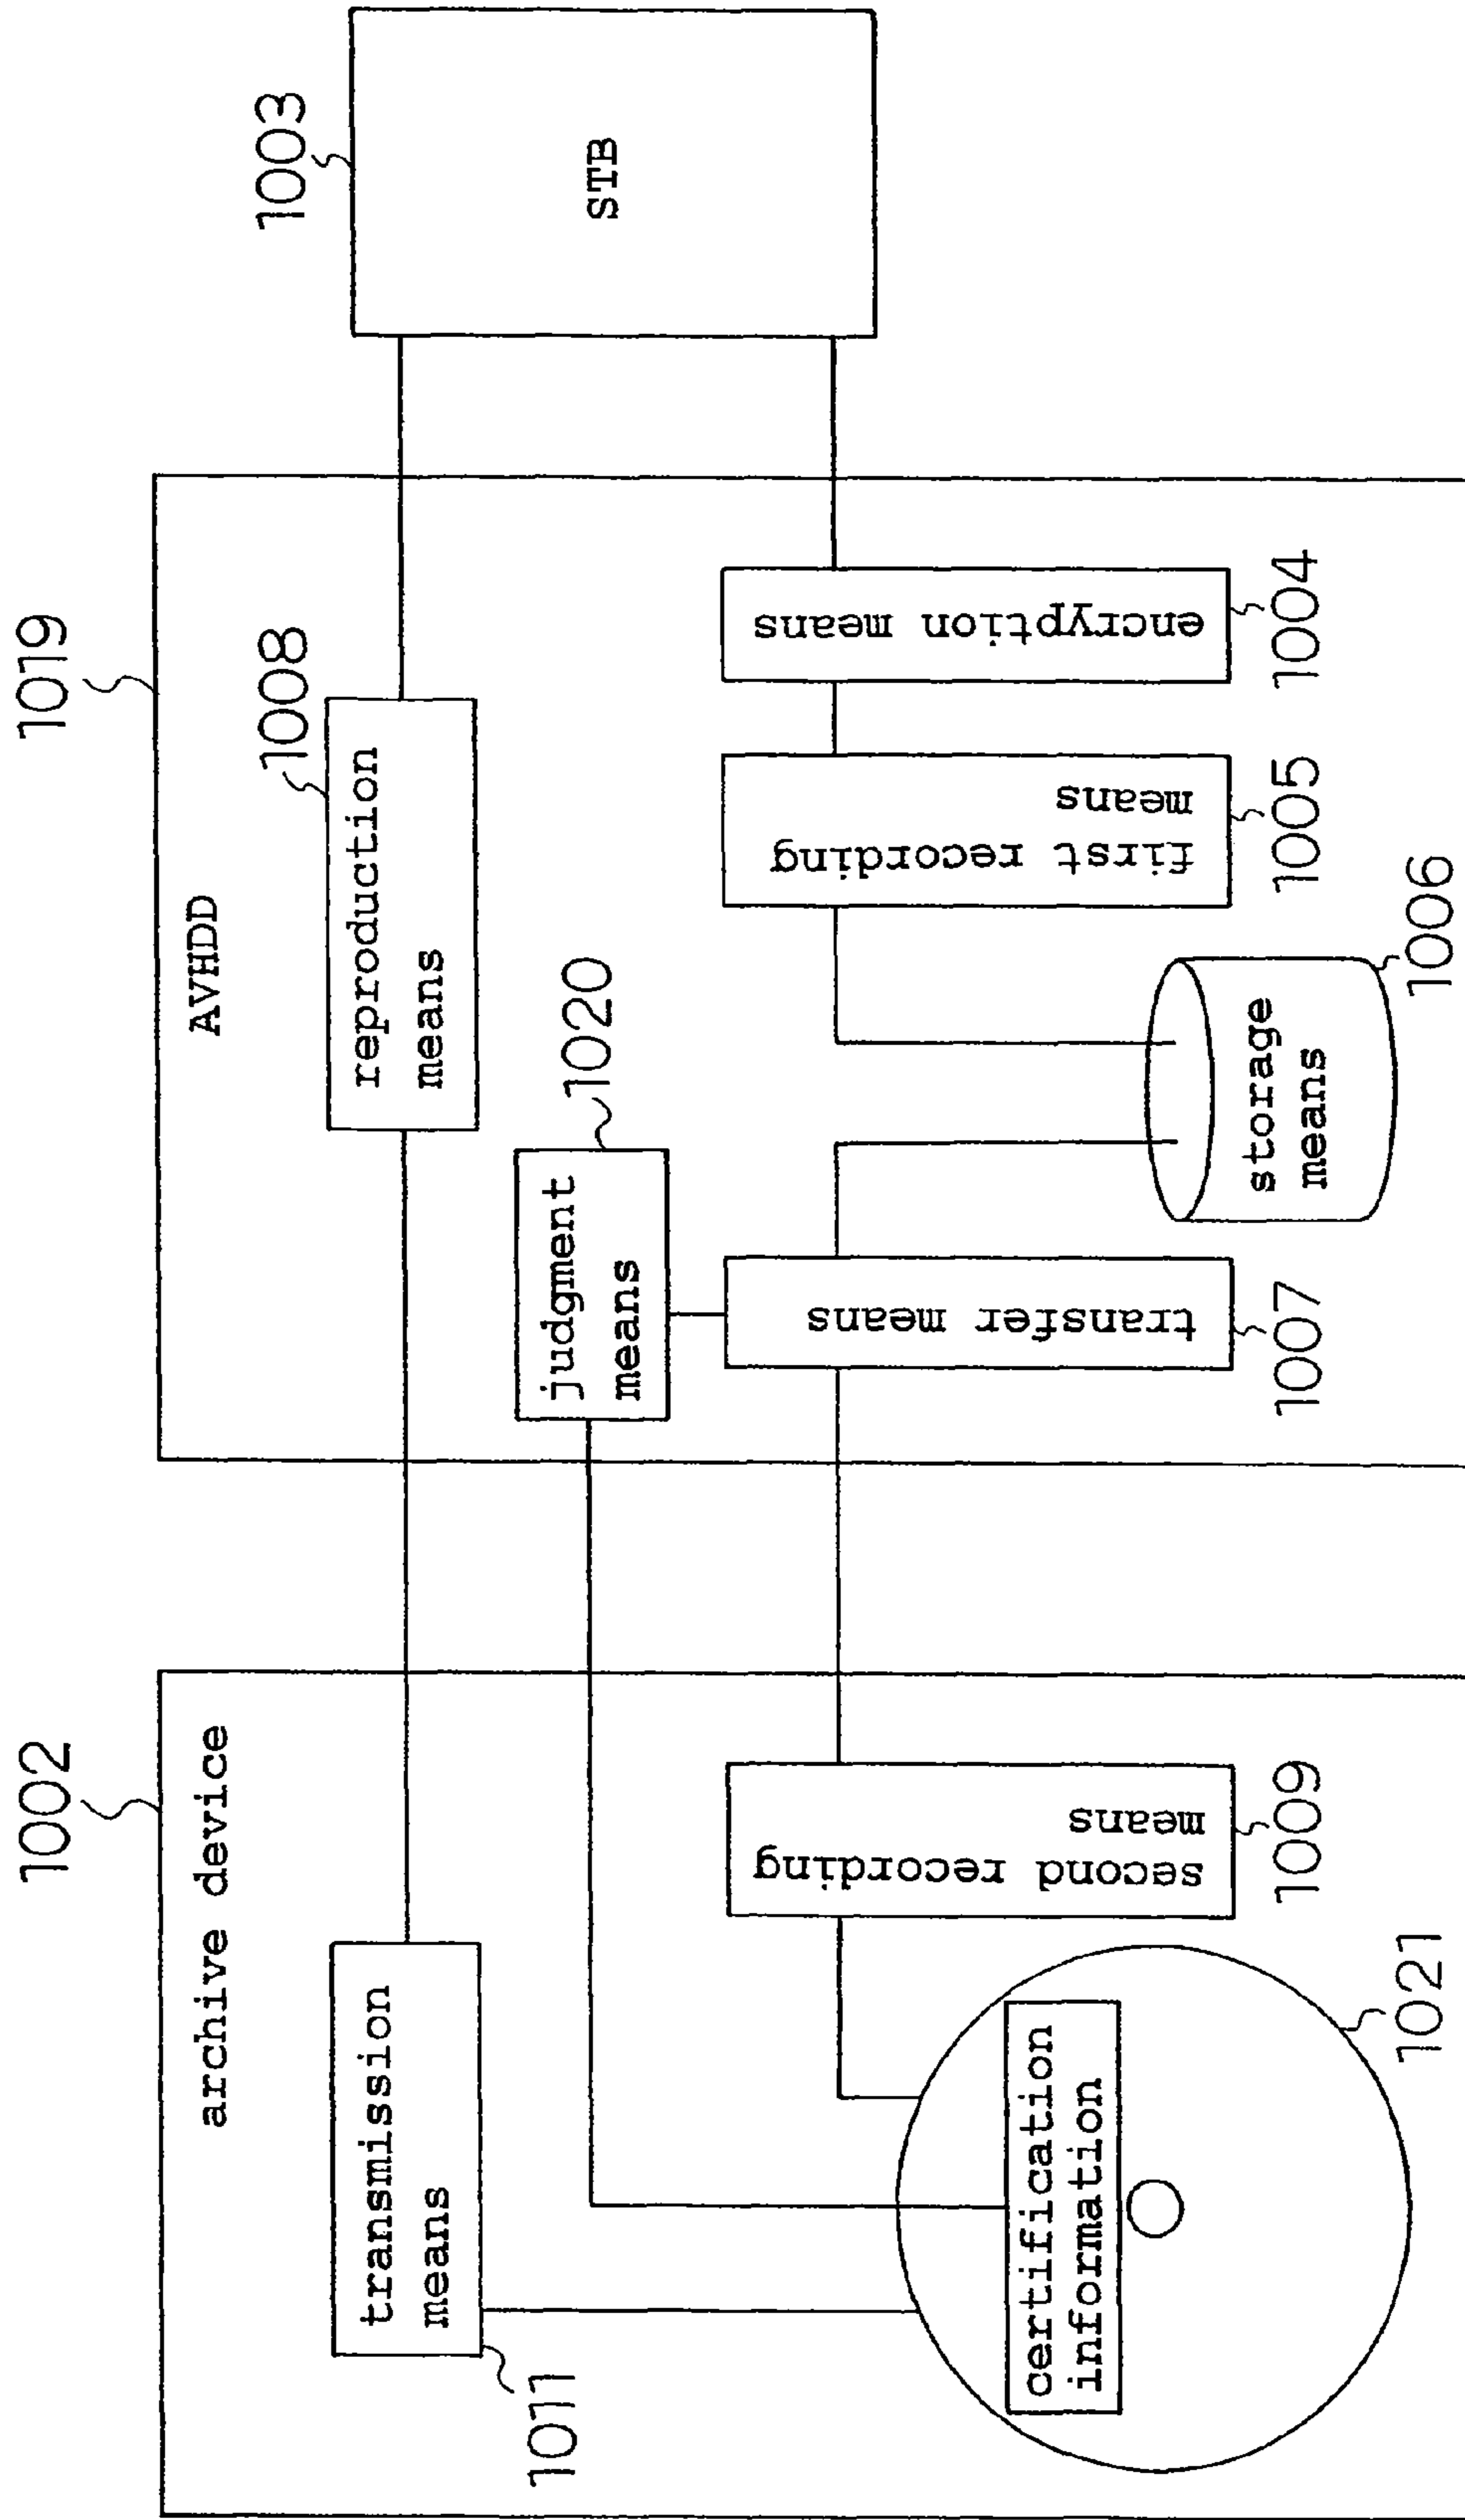 1002
archive device
transmission
means
1011
second recording
means
1009
certification
information
1021
1019
AVHDD
reproduction
means
1008
judgment
means
1020
transfer means
1007
storage
means
1006
first recording
means
1005
encryption means
1004
1003
STB